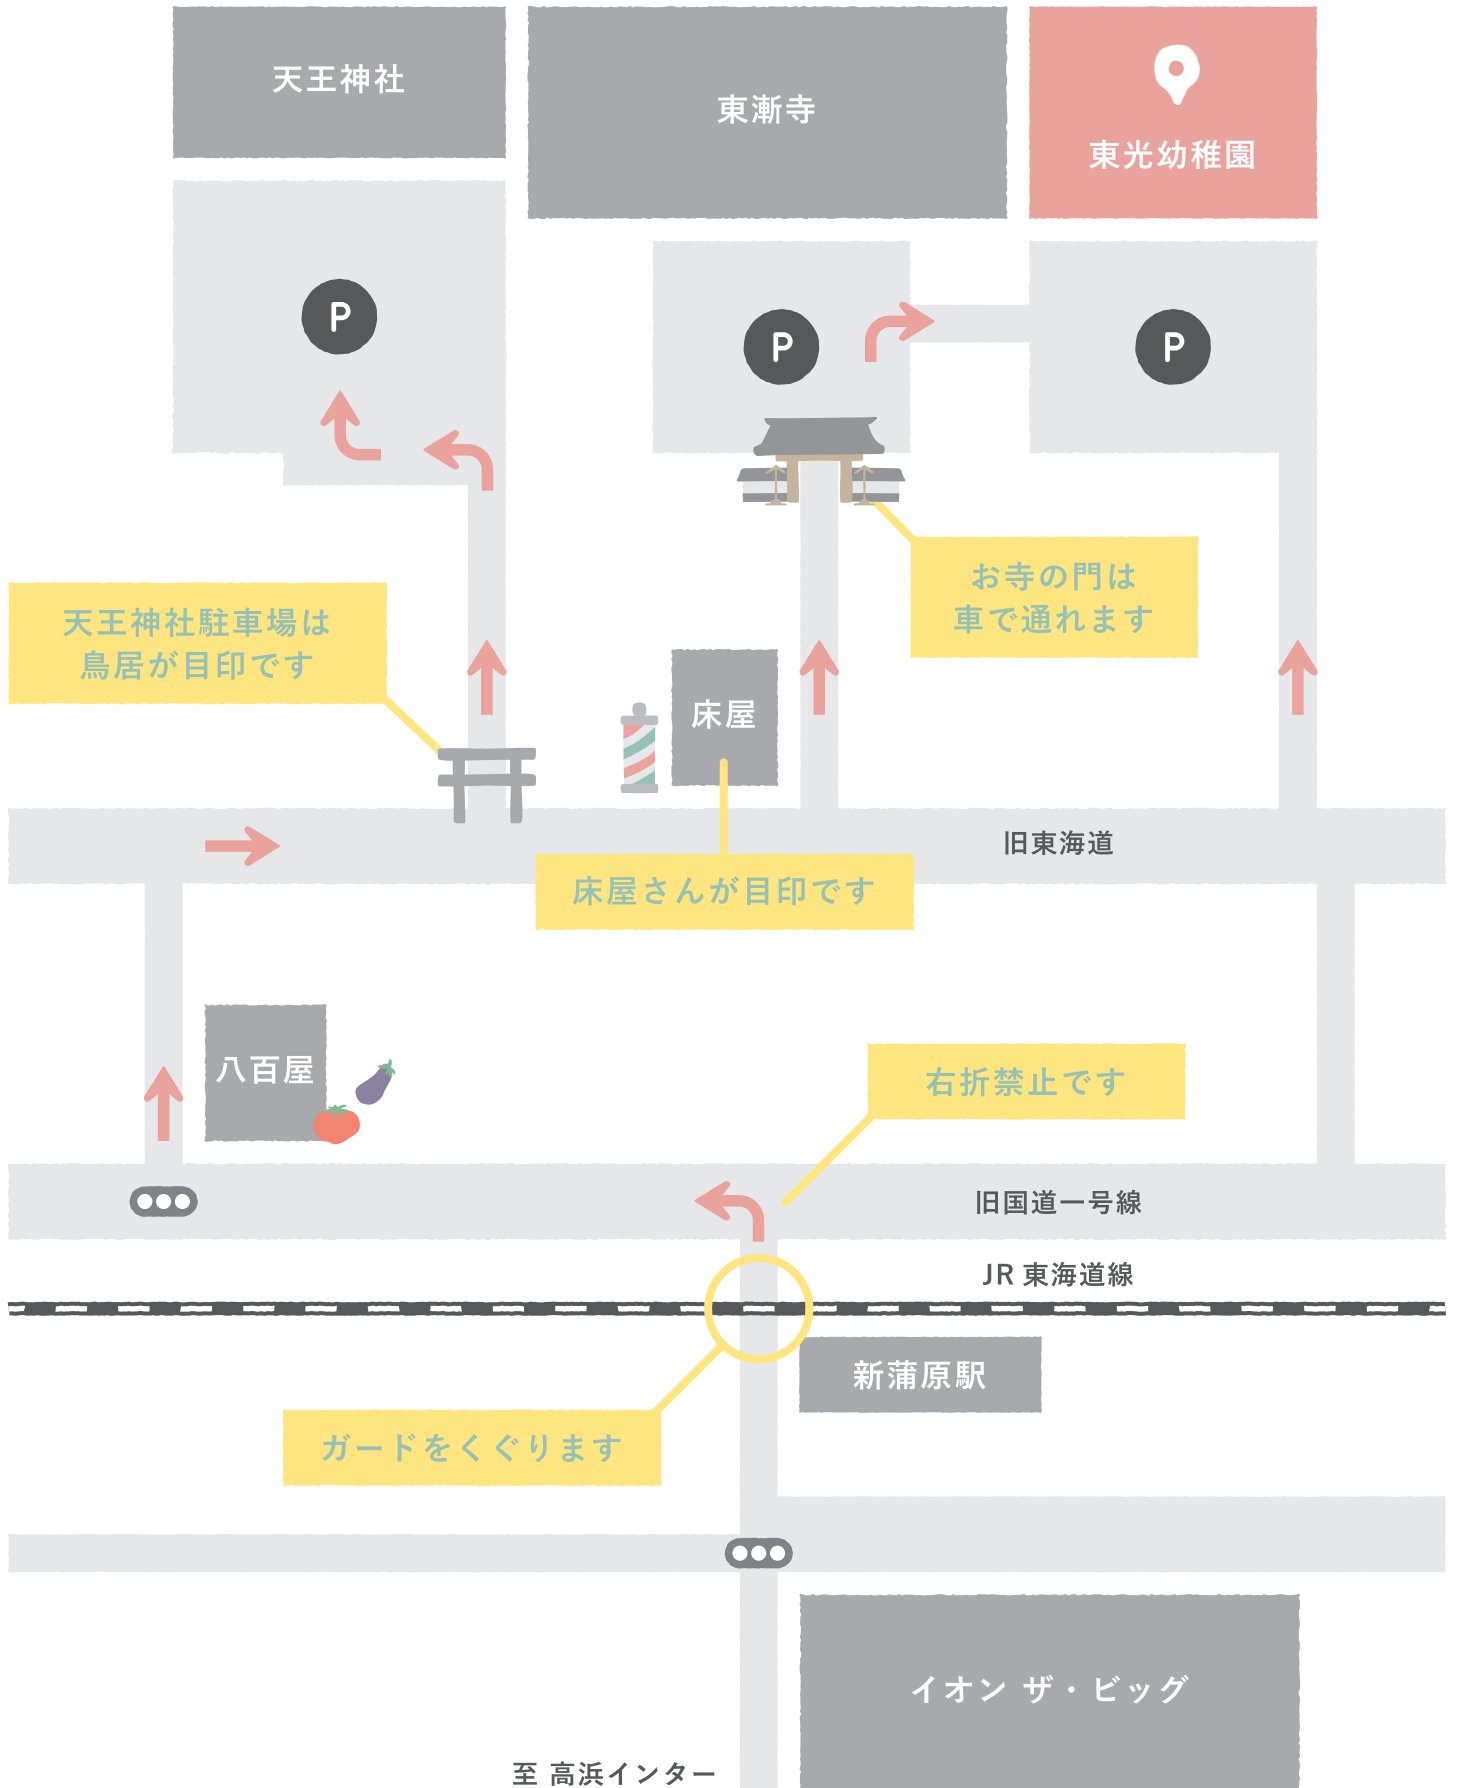 天王神社
東漸寺
東光幼稚園
P
P
P
お寺の門は
車で通れます
天王神社駐車場は
鳥居が目印です
床屋
旧東海道
床屋さんが目印です
八百屋
右折禁止です
旧国道一号線
JR 東海道線
新蒲原駅
ガードをくぐります
イオン ザ・ビッグ
至 高浜インター